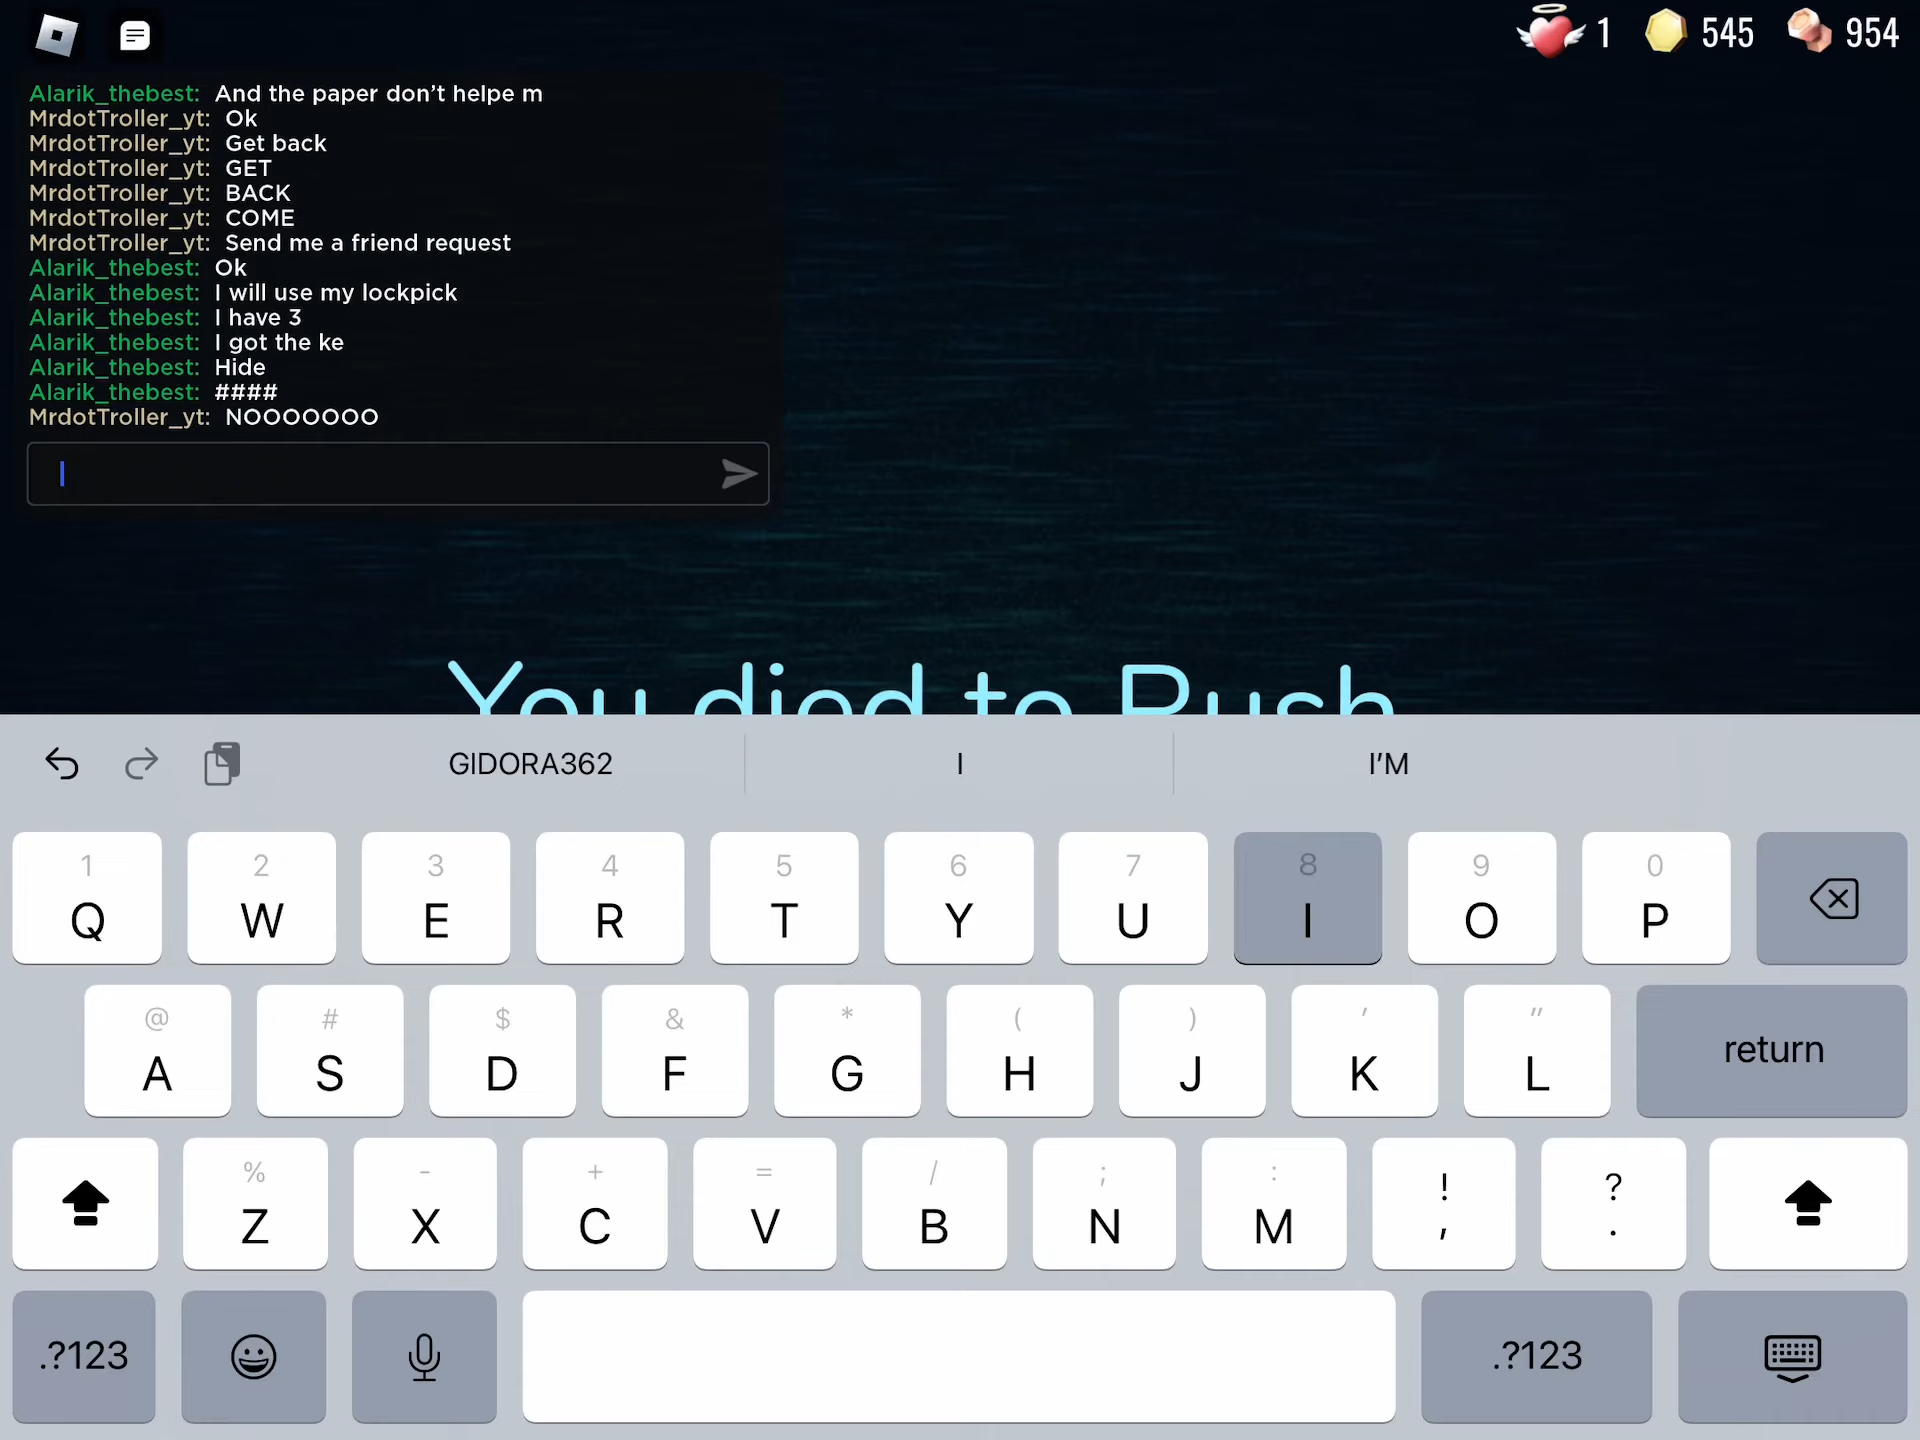 1 545 954
Alarik_thebest: And the paper don’t helpe m
MrdotTroller_yt: Ok
MrdotTroller_yt: Get back
MrdotTroller_yt: GET
MrdotTroller_yt: BACK
MrdotTroller_yt: COME
MrdotTroller_yt: Send me a friend request
Alarik_thebest: Ok
Alarik_thebest: I will use my lockpick
Alarik_thebest: I have 3
Alarik_thebest: I got the ke
Alarik_thebest: Hide
Alarik_thebest: ####
MrdotTroller_yt: NOOOOOOO
You died to Rush
GIDORA362 I I’M
1 2 3 4 5 6 7 8 9 0
Q W E R T Y U I O P
@ # $ & * ( ) ' "
A S D F G H J K L return
% - + = / ; : ! ?
Z X C V B N M , .
.?123 .?123